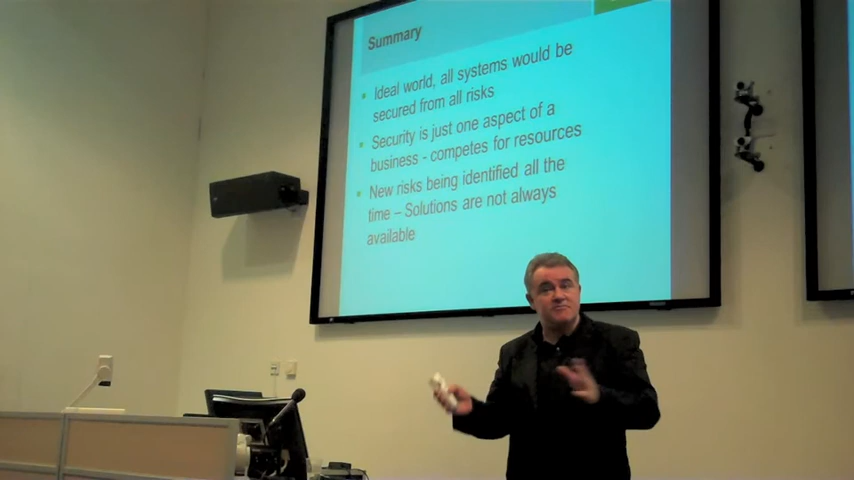 Summary
Ideal world, all systems would be
secured from all risks
Security is just one aspect of a
business - competes for resources
New risks being identified all the
time – Solutions are not always
available